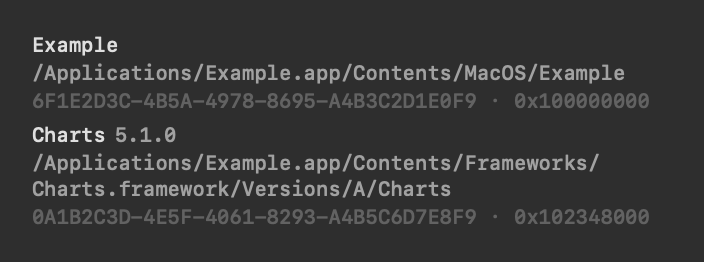 Example
/Applications/Example.app/Contents/MacOS/Example
6F1E2D3C-4B5A-4978-8695-A4B3C2D1E0F9 · 0x100000000
Charts 5.1.0
/Applications/Example.app/Contents/Frameworks/
Charts.framework/Versions/A/Charts
0A1B2C3D-4E5F-4061-8293-A4B5C6D7E8F9 · 0x102348000